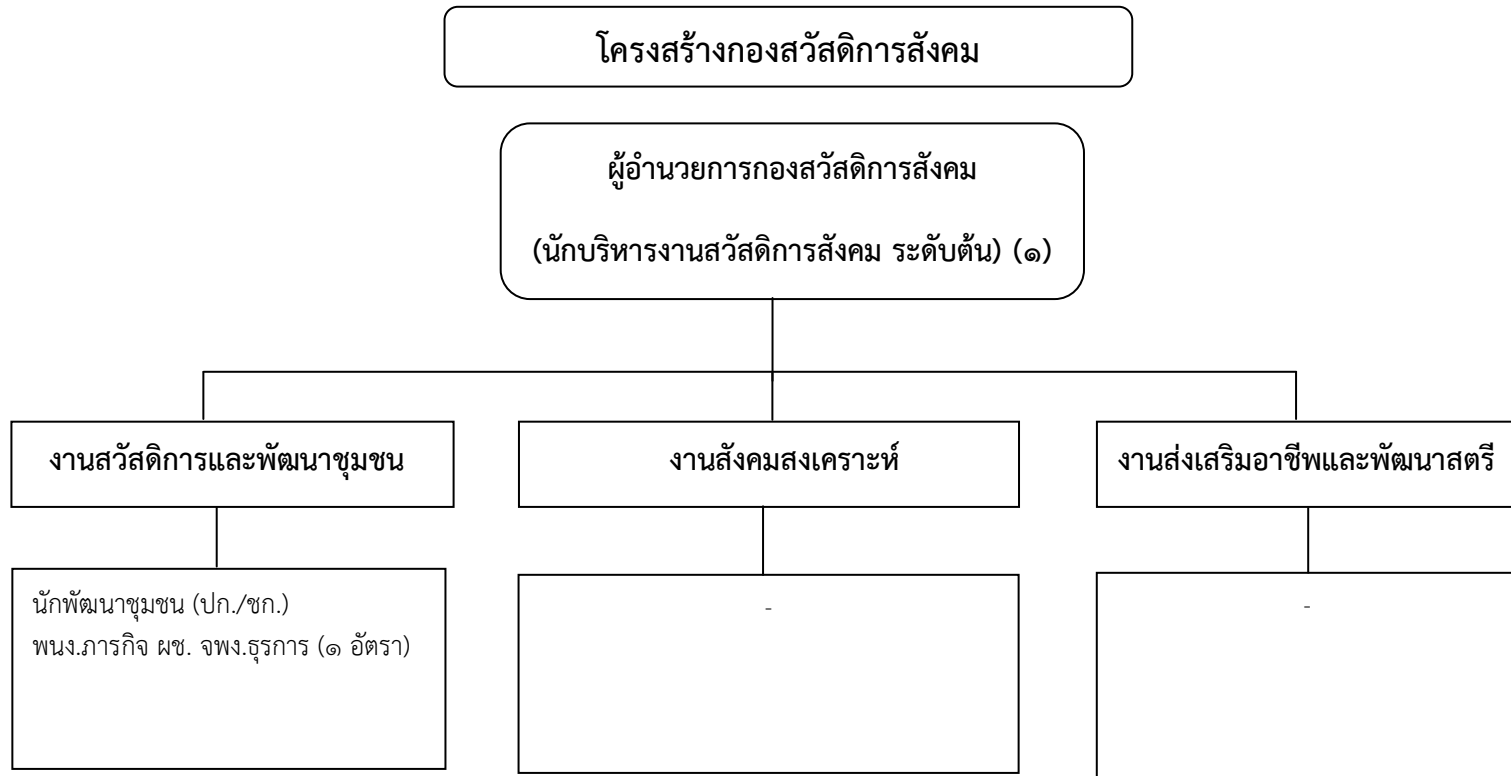 โครงสร้างกองสวัสดิการสังคม
ผู้อำนวยการกองสวัสดิการสังคม
(นักบริหารงานสวัสดิการสังคม ระดับต้น) (๑)
งานสวัสดิการและพัฒนาชุมชน
งานสังคมสงเคราะห์
งานส่งเสริมอาชีพและพัฒนาสตรี
นักพัฒนาชุมชน (ปก./ชก.)
พนง.ภารกิจ ผช. จพง.ธุรการ (๑ อัตรา)
-
-